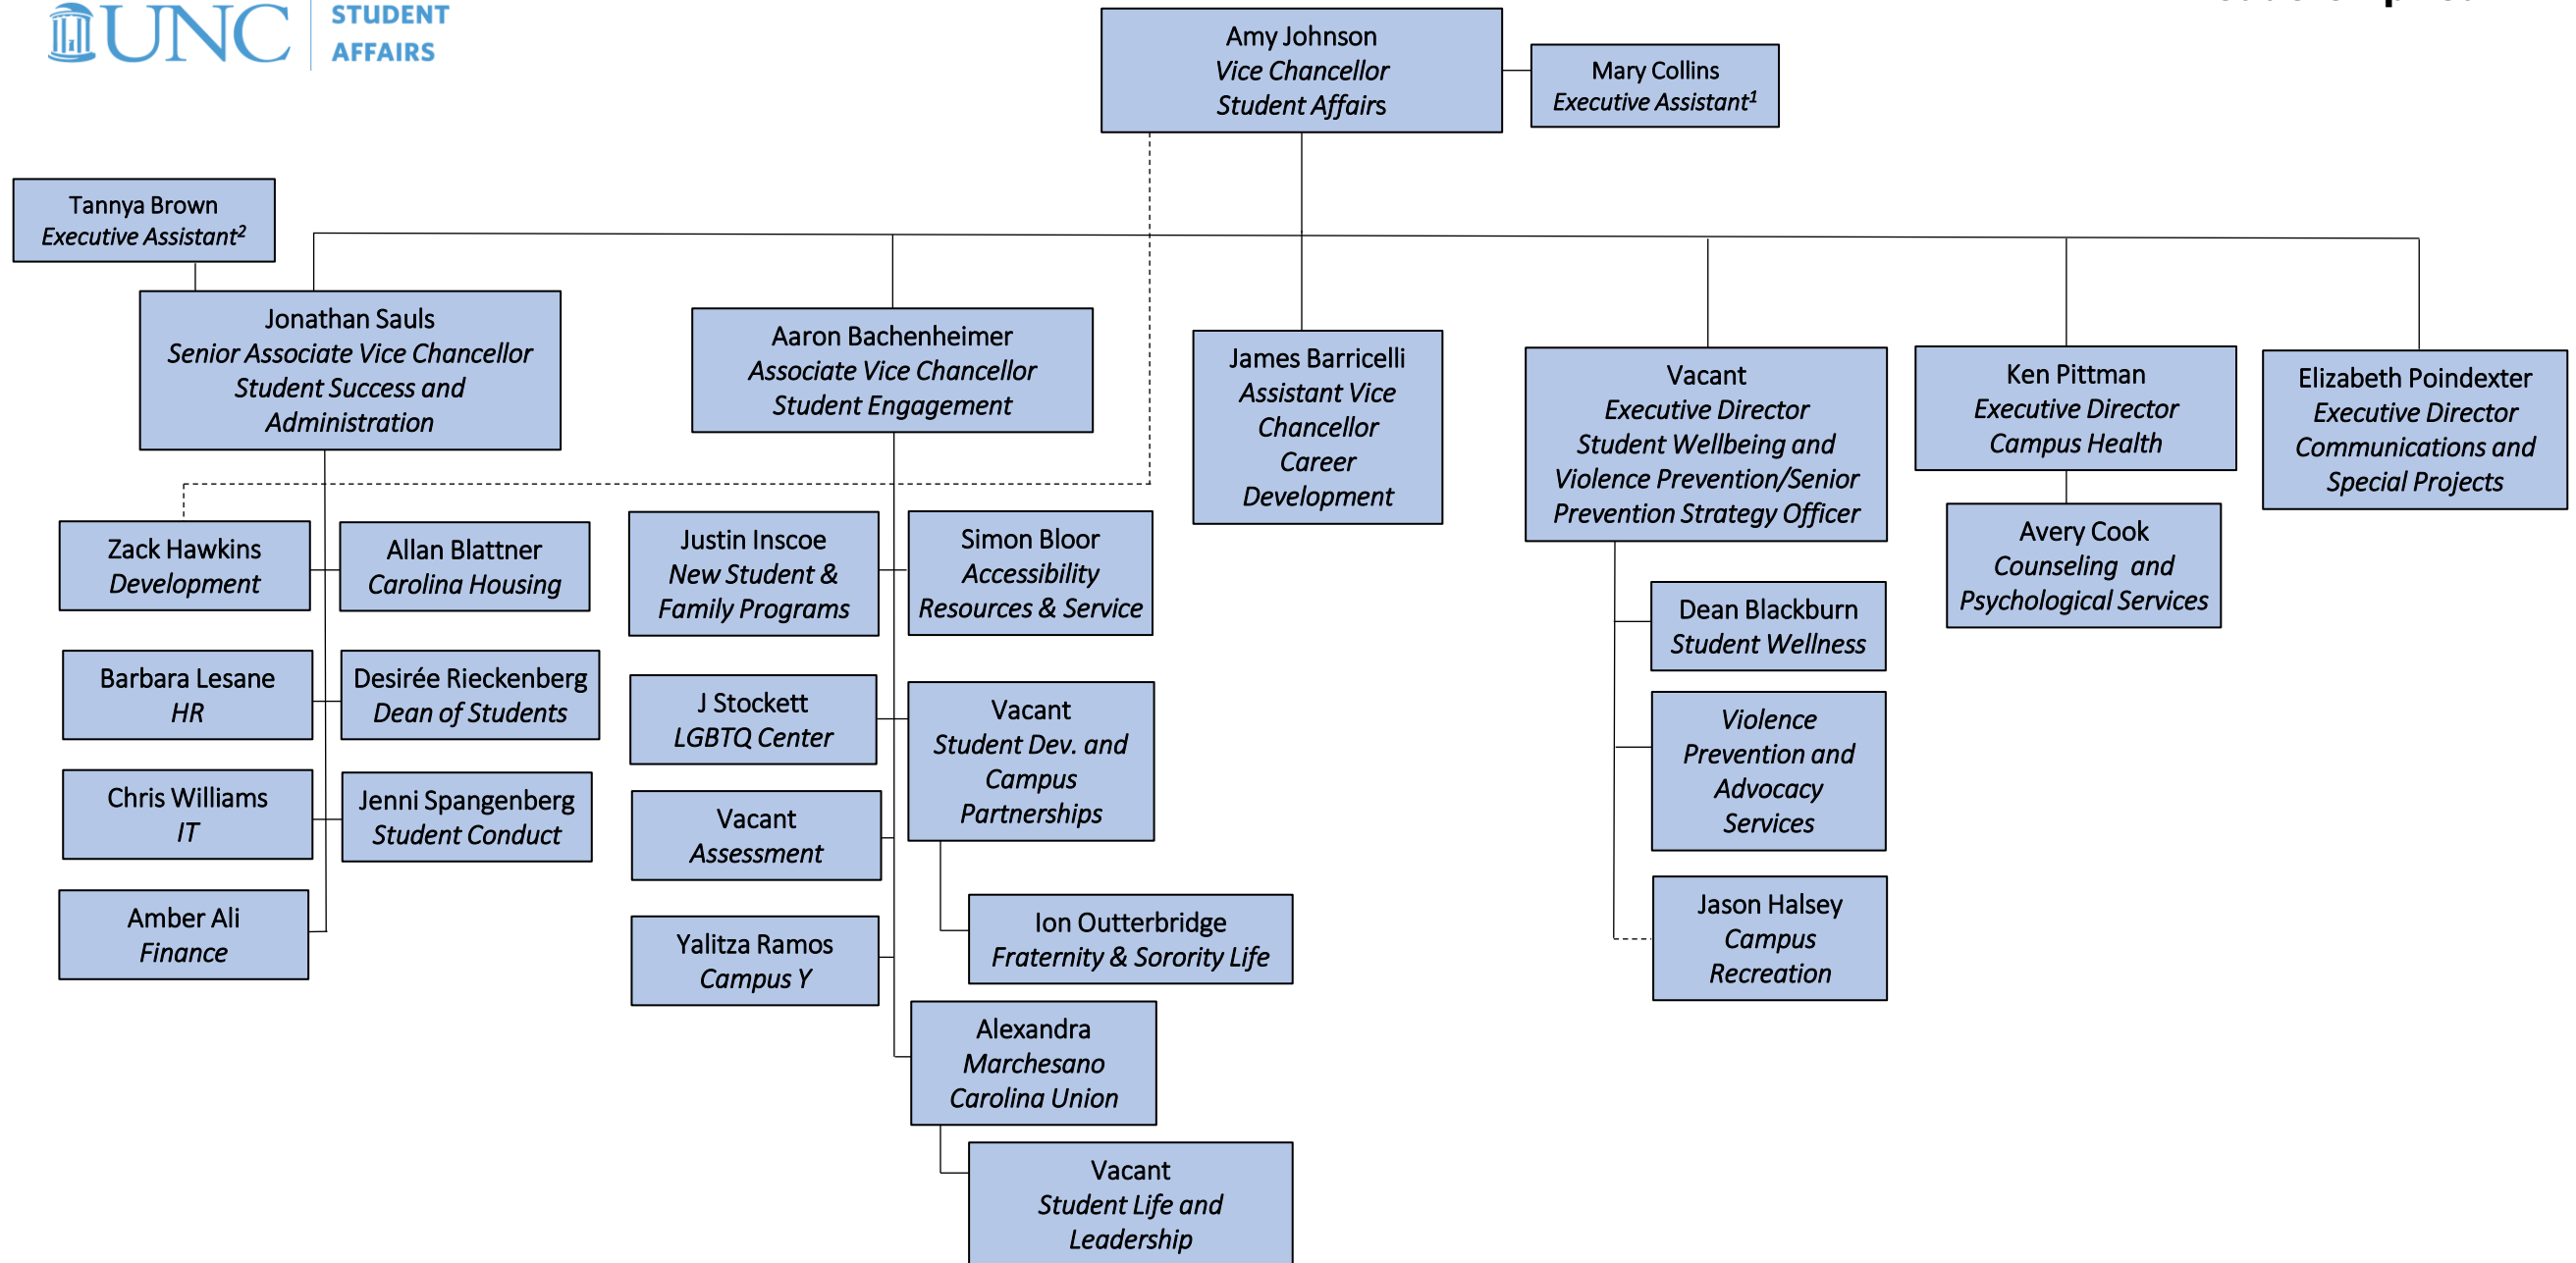 UNC
STUDENT
AFFAIRS
Amy Johnson
Vice Chancellor
Student Affairs
Mary Collins
Executive Assistant¹
Tannya Brown
Executive Assistant²
Jonathan Sauls
Senior Associate Vice Chancellor
Student Success and
Administration
Aaron Bachenheimer
Associate Vice Chancellor
Student Engagement
James Barricelli
Assistant Vice
Chancellor
Career
Development
Vacant
Executive Director
Student Wellbeing and
Violence Prevention/Senior
Prevention Strategy Officer
Ken Pittman
Executive Director
Campus Health
Elizabeth Poindexter
Executive Director
Communications and
Special Projects
Zack Hawkins
Development
Allan Blattner
Carolina Housing
Barbara Lesane
HR
Desirée Rieckenberg
Dean of Students
Chris Williams
IT
Jenni Spangenberg
Student Conduct
Amber Ali
Finance
Justin Inscoe
New Student &
Family Programs
Simon Bloor
Accessibility
Resources & Service
J Stockett
LGBTQ Center
Vacant
Student Dev. and
Campus
Partnerships
Vacant
Assessment
Ion Outterbridge
Fraternity & Sorority Life
Yalitza Ramos
Campus Y
Alexandra
Marchesano
Carolina Union
Vacant
Student Life and
Leadership
Dean Blackburn
Student Wellness
Violence
Prevention and
Advocacy
Services
Jason Halsey
Campus
Recreation
Avery Cook
Counseling  and
Psychological Services